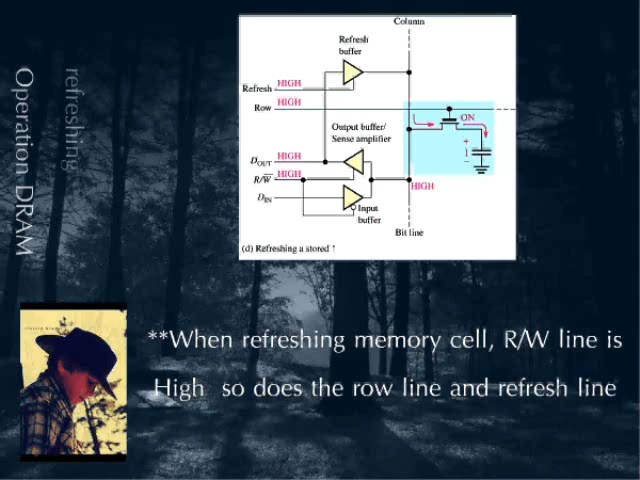 Operation DRAM
refreshing
Column
Refresh
buffer
Refresh
HIGH
Row
HIGH
ON
Output buffer/
Sense amplifier
+
–
DOUT
HIGH
R/W̅
HIGH
HIGH
DIN
Input
buffer
Bit line
(d) Refreshing a stored 1
**When refreshing memory cell, R/W line is
High so does the row line and refresh line